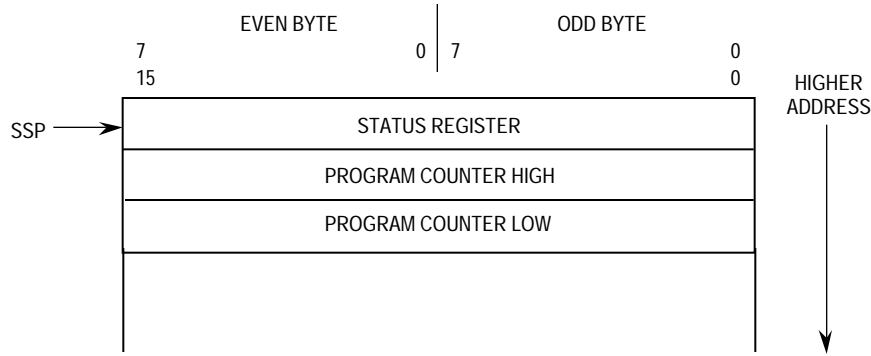 EVEN BYTE ODD BYTE
7 0 7 0
15 0
HIGHER
ADDRESS
SSP STATUS REGISTER
PROGRAM COUNTER HIGH
PROGRAM COUNTER LOW